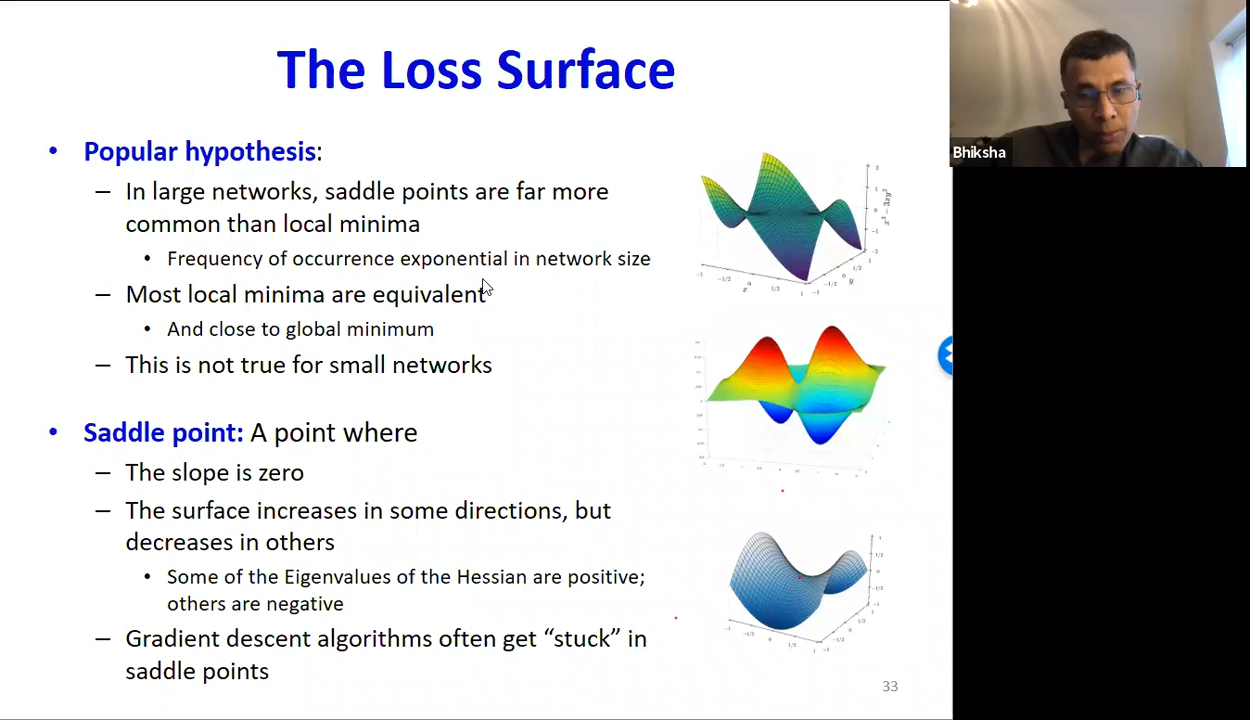 The Loss Surface
Bhiksha
• Popular hypothesis:
– In large networks, saddle points are far more
common than local minima
• Frequency of occurrence exponential in network size
– Most local minima are equivalent
• And close to global minimum
– This is not true for small networks
• Saddle point: A point where
– The slope is zero
– The surface increases in some directions, but
decreases in others
• Some of the Eigenvalues of the Hessian are positive;
others are negative
– Gradient descent algorithms often get “stuck” in
saddle points
33